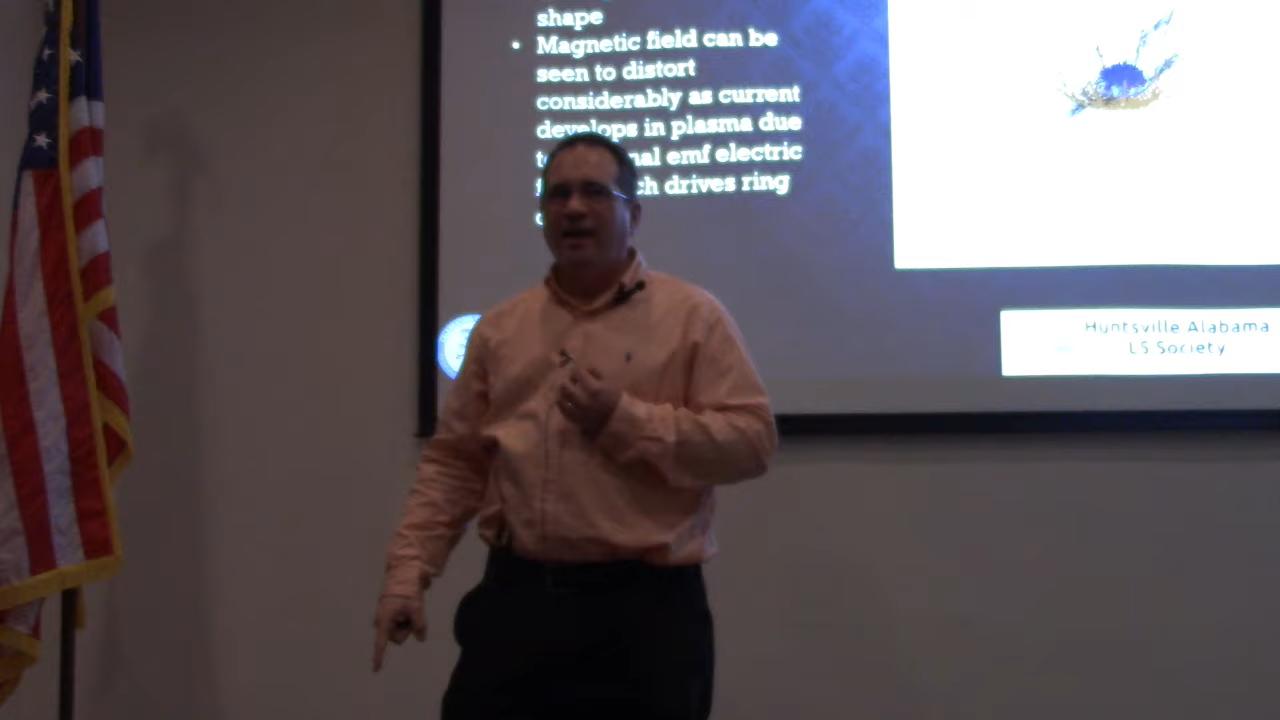 shape
• Magnetic field can be
seen to distort
considerably as current
develops in plasma due
emf electric
drives ring
Huntsville Alabama
L5 Society